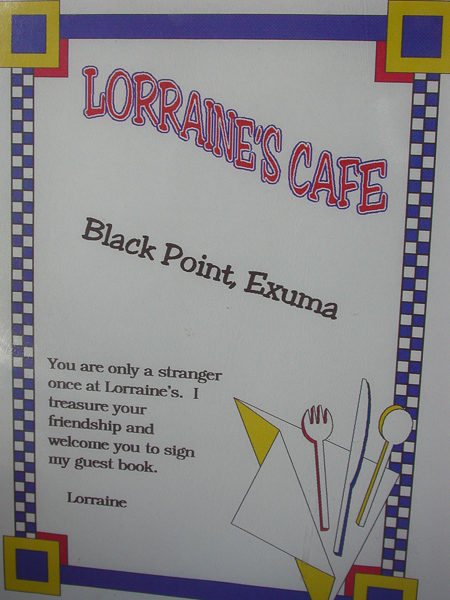 LORRAINE'S CAFE
Black Point, Exuma
You are only a stranger
once at Lorraine's. I
treasure your
friendship and
welcome you to sign
my guest book.
Lorraine